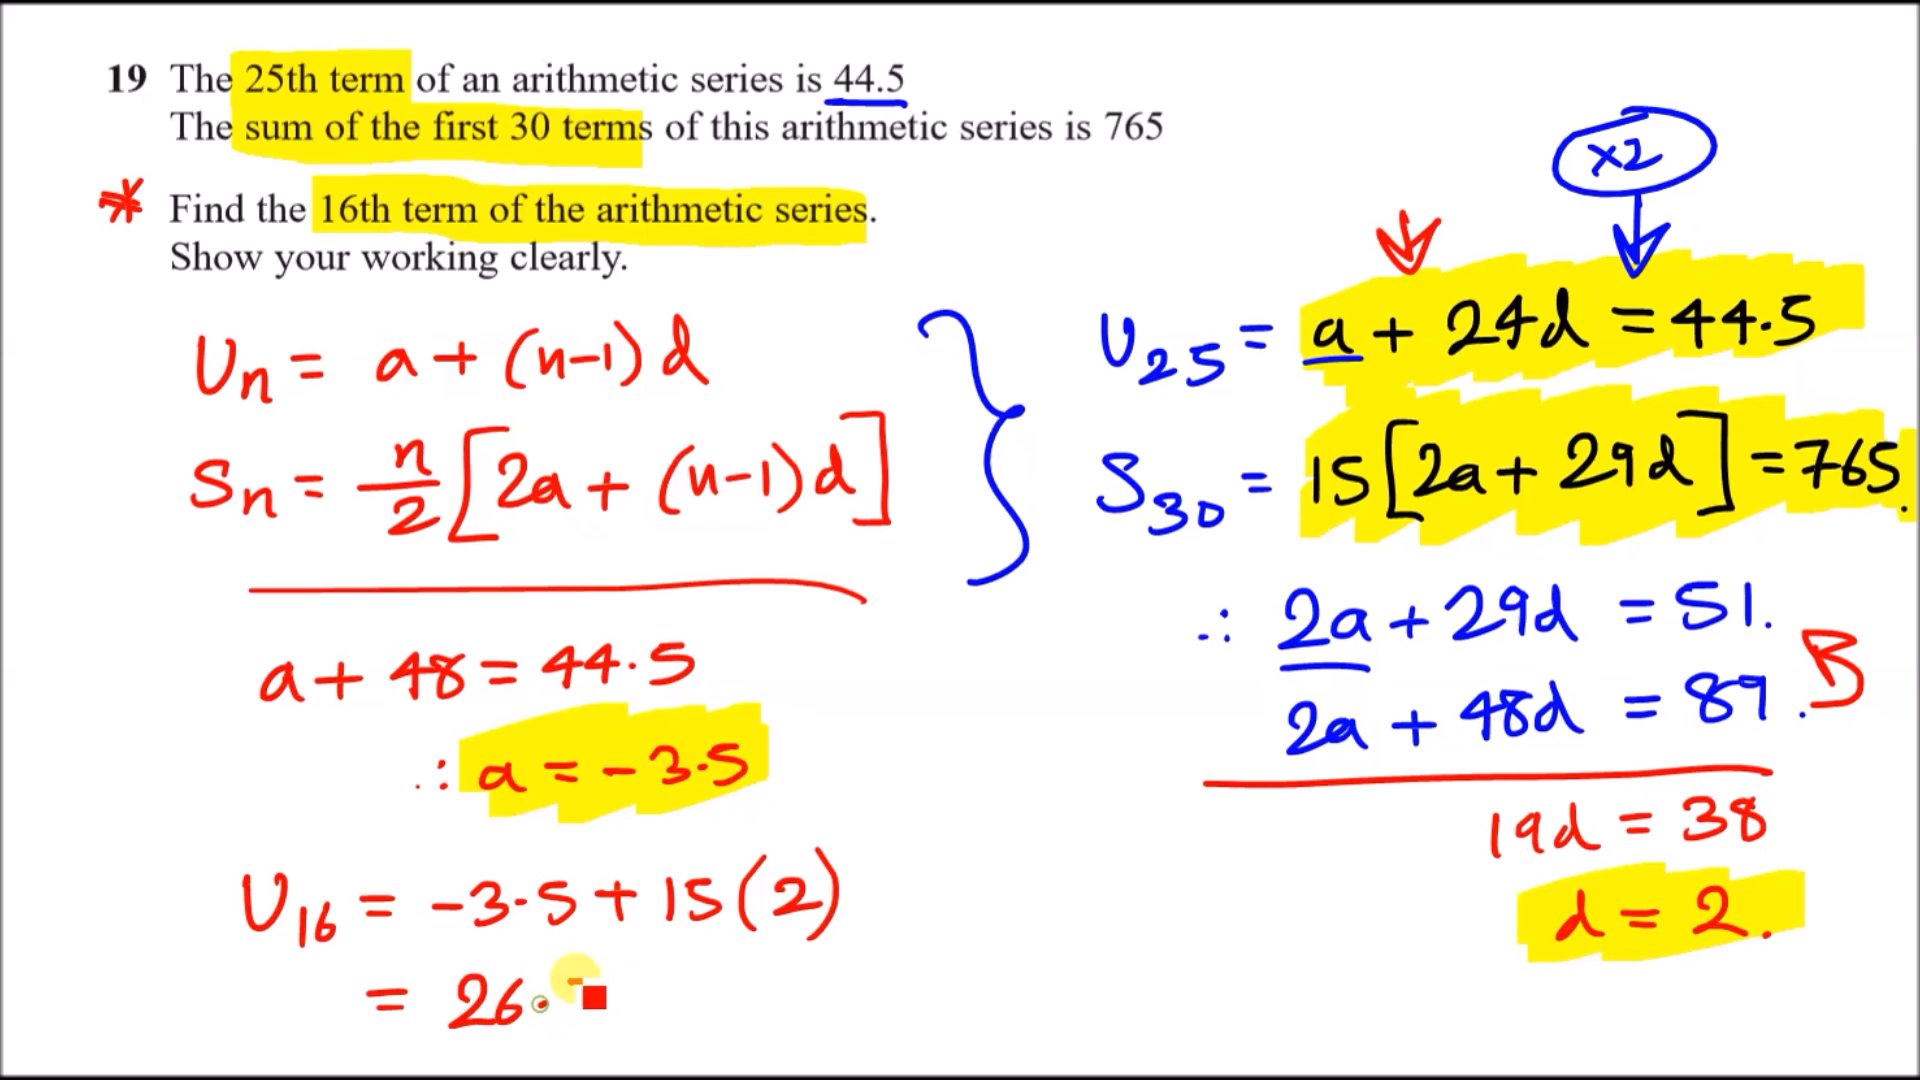 19 The 25th term of an arithmetic series is 44.5
The sum of the first 30 terms of this arithmetic series is 765
* Find the 16th term of the arithmetic series.
Show your working clearly.
Un = a + (n-1)d
Sn = n/2 [2a + (n-1)d]
a + 48 = 44.5
∴ a = -3.5
U16 = -3.5 + 15(2)
= 26.
×2
U25 = a + 24d = 44.5
S30 = 15[2a + 29d] = 765.
∴ 2a + 29d = 51.
2a + 48d = 89.
19d = 38
d = 2.